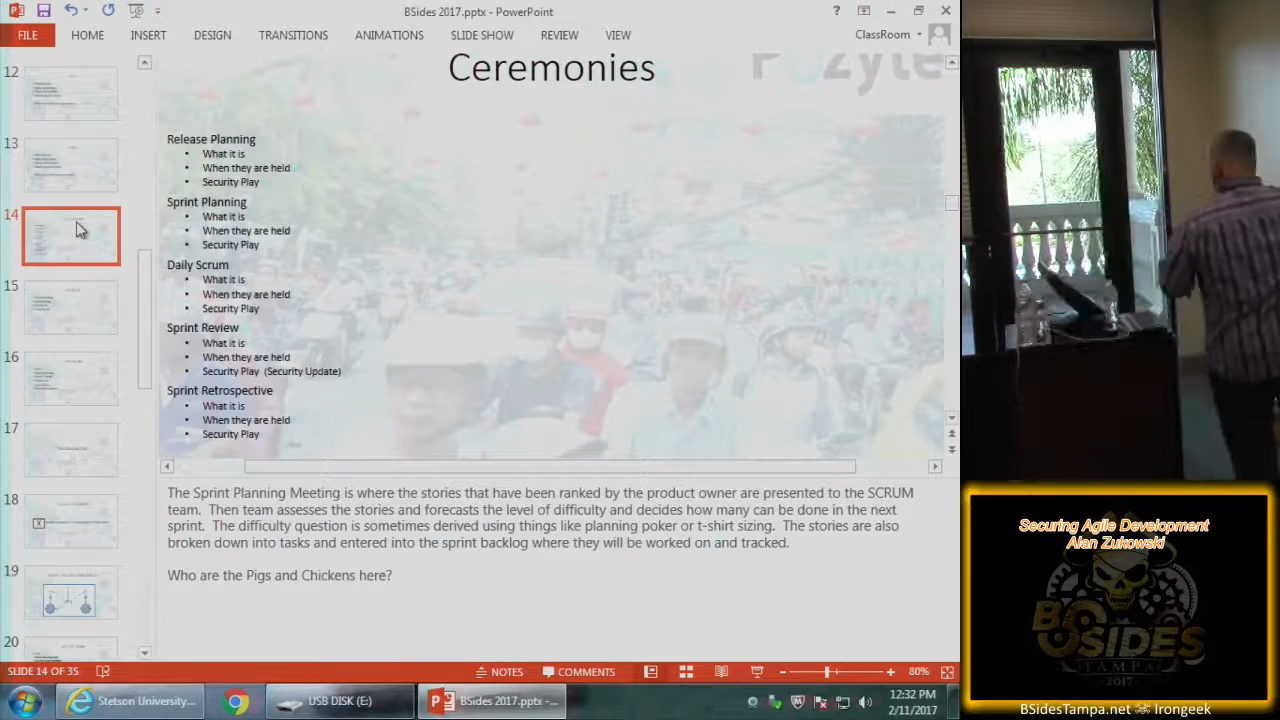 BSides 2017.pptx - PowerPoint
?
FILE
HOME
INSERT
DESIGN
TRANSITIONS
ANIMATIONS
SLIDE SHOW
REVIEW
VIEW
ClassRoom
12
13
14
15
16
17
18
19
20
Ceremonies
Release Planning
• What it is
• When they are held
• Security Play
Sprint Planning
• What it is
• When they are held
• Security Play
Daily Scrum
• What it is
• When they are held
• Security Play
Sprint Review
• What it is
• When they are held
• Security Play (Security Update)
Sprint Retrospective
• What it is
• When they are held
• Security Play
The Sprint Planning Meeting is where the stories that have been ranked by the product owner are presented to the SCRUM
team. Then team assesses the stories and forecasts the level of difficulty and decides how many can be done in the next
sprint. The difficulty question is sometimes derived using things like planning poker or t-shirt sizing. The stories are also
broken down into tasks and entered into the sprint backlog where they will be worked on and tracked.
Who are the Pigs and Chickens here?
SLIDE 14 OF 35
NOTES
COMMENTS
80%
Stetson University...
USB DISK (E:)
BSides 2017.pptx -...
12:32 PM
2/11/2017
Securing Agile Development
Alan Zukowski
BSIDES
TAMPA
2017
BSidesTampa.net
Irongeek